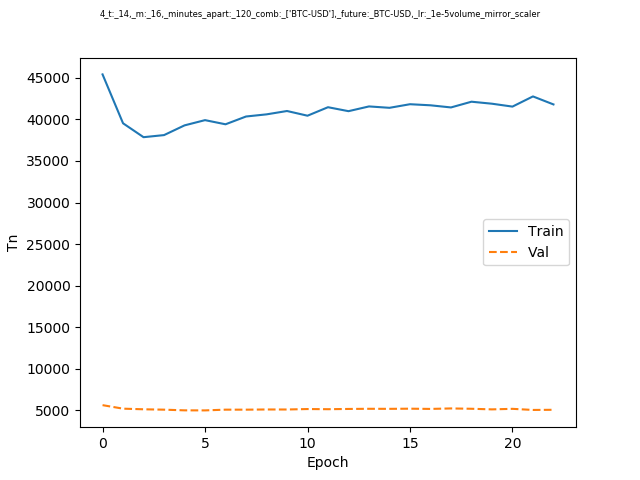 4_t:_14,_m:_16,_minutes_apart:_120_comb:_['BTC-USD'],_future:_BTC-USD,_lr:_1e-5volume_mirror_scaler
45000
40000
35000
30000
25000
20000
15000
10000
5000
Tn
Train
Val
0 5 10 15 20
Epoch